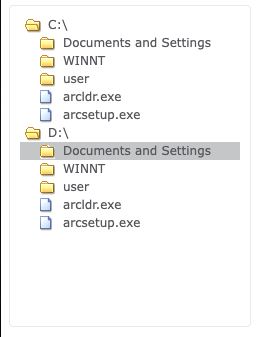 C:\
Documents and Settings
WINNT
user
arcldr.exe
arcsetup.exe
D:\
Documents and Settings
WINNT
user
arcldr.exe
arcsetup.exe